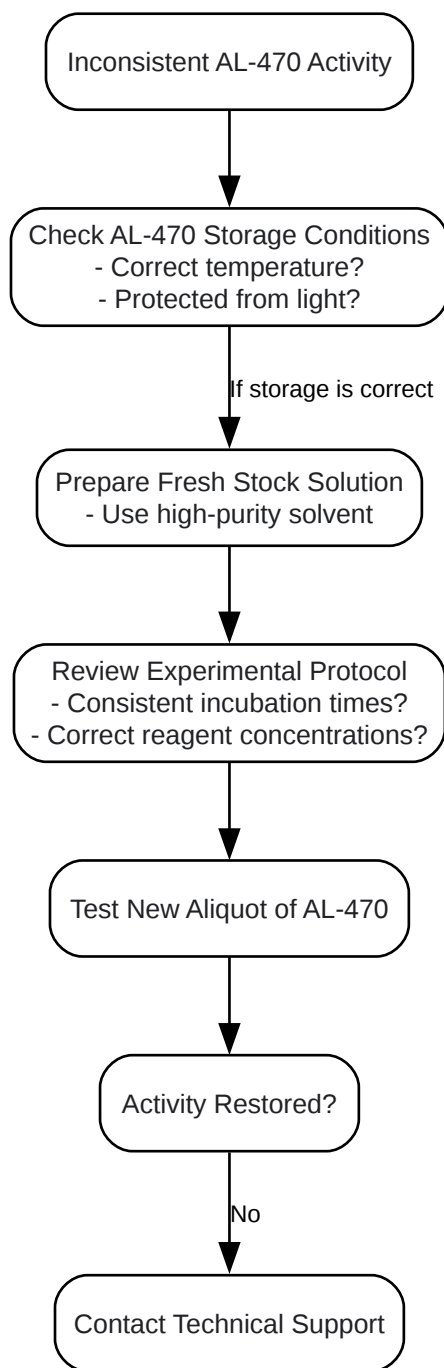 Inconsistent AL-470 Activity
Check AL-470 Storage Conditions
- Correct temperature?
- Protected from light?
If storage is correct
Prepare Fresh Stock Solution
- Use high-purity solvent
Review Experimental Protocol
- Consistent incubation times?
- Correct reagent concentrations?
Test New Aliquot of AL-470
Activity Restored?
No
Contact Technical Support